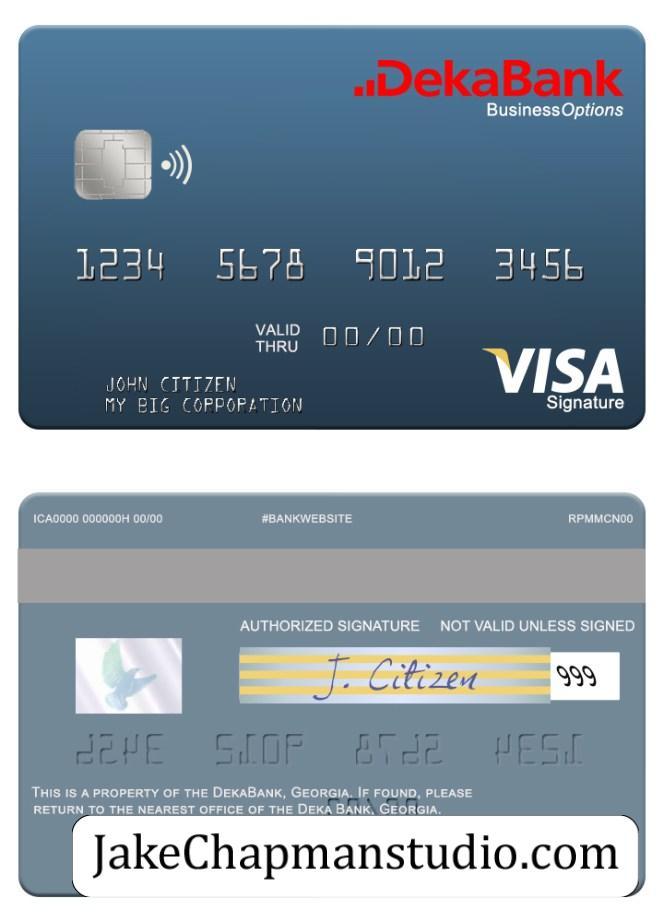 DekaBank
BusinessOptions
1234 5678 9012 3456
VALID THRU 00/00
VISA
Signature
JOHN CITIZEN
MY BIG CORPORATION
ICA0000 000000H 00/00 #BANKWEBSITE RPMMCN00
AUTHORIZED SIGNATURE NOT VALID UNLESS SIGNED
J. Citizen 999
THIS IS A PROPERTY OF THE DEKABANK, GEORGIA. IF FOUND, PLEASE
RETURN TO THE NEAREST OFFICE OF THE DEKA BANK, GEORGIA.
JakeChapmanstudio.com